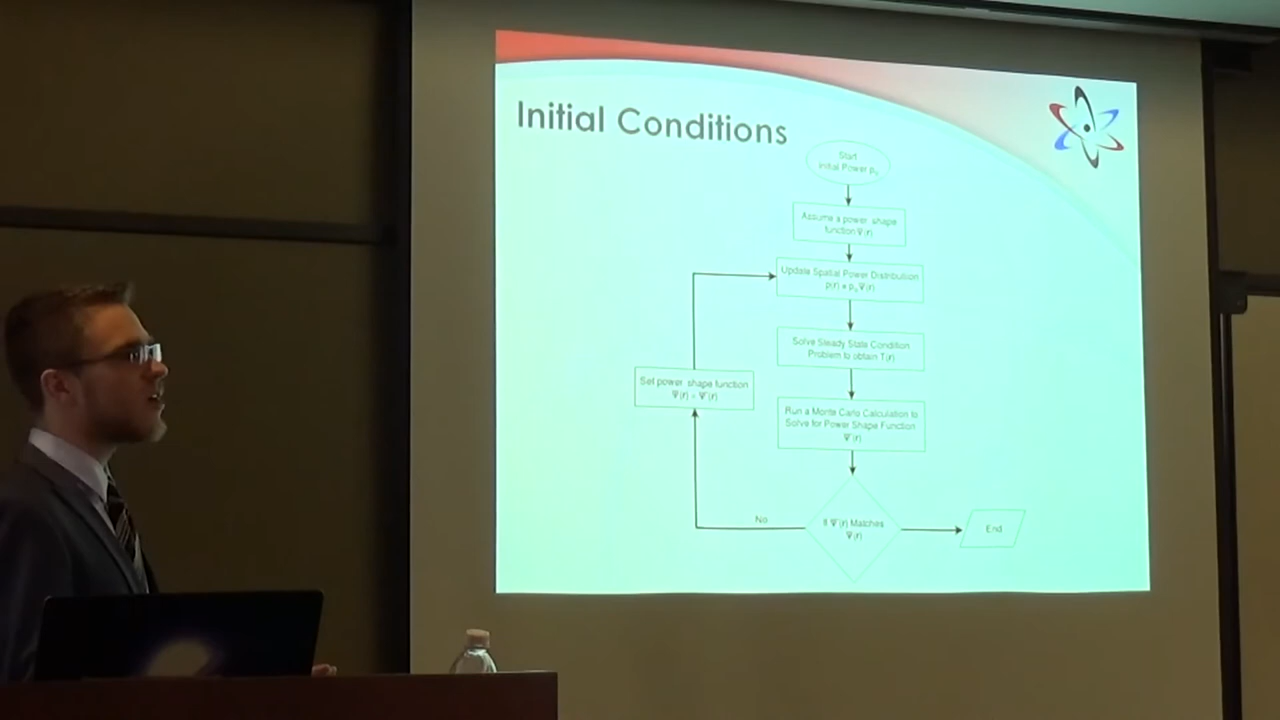 Initial Conditions
Start
Initial Power p₀
Assume a power shape
function Ψ(r)
Update Spatial Power Distribution
p(r) = p₀Ψ(r)
Solve Steady State Condition
Problem to obtain T(r)
Set power shape function
Ψ(r) = Ψ'(r)
Run a Monte Carlo Calculation to
Solve for Power Shape Function
Ψ'(r)
No
If Ψ'(r) Matches
Ψ(r)
End